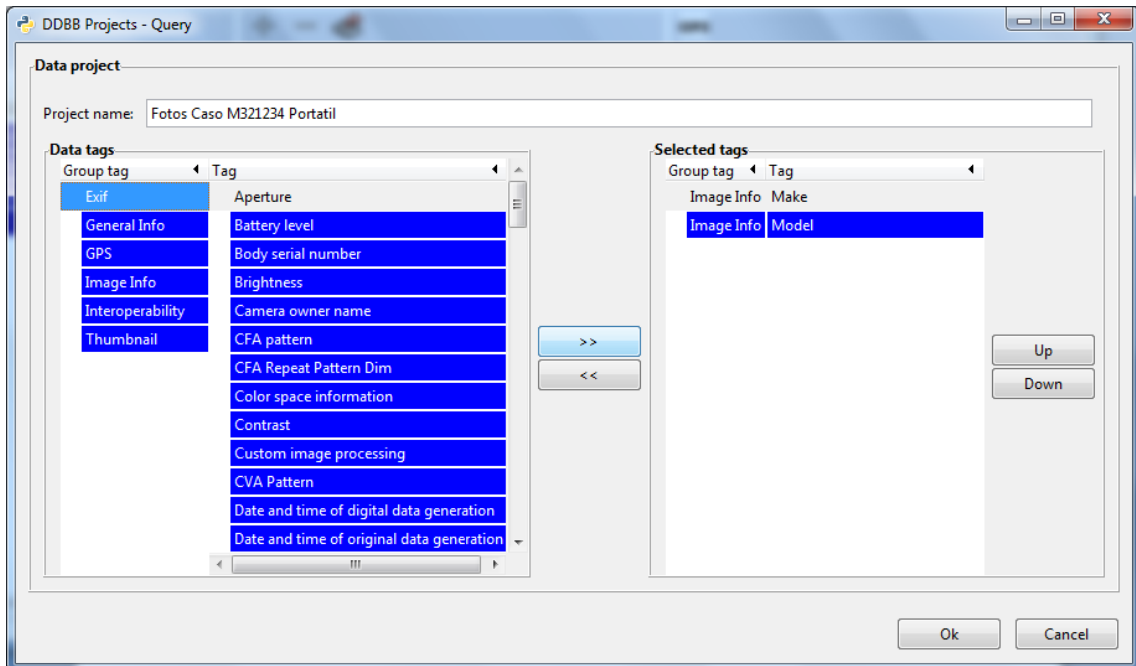 DDBB Projects - Query
Data project
Project name: Fotos Caso M321234 Portatil
Data tags
Group tag Tag
Exif Aperture
General Info Battery level
GPS Body serial number
Image Info Brightness
Interoperability Camera owner name
Thumbnail CFA pattern
CFA Repeat Pattern Dim
Color space information
Contrast
Custom image processing
CVA Pattern
Date and time of digital data generation
Date and time of original data generation
>>
<<
Selected tags
Group tag Tag
Image Info Make
Image Info Model
Up
Down
Ok Cancel